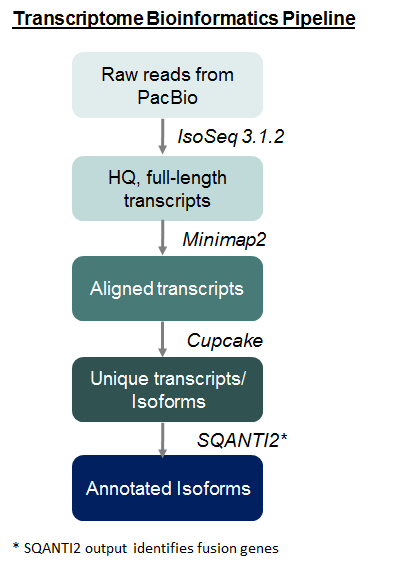 Transcriptome Bioinformatics Pipeline
Raw reads from
PacBio
IsoSeq 3.1.2
HQ, full-length
transcripts
Minimap2
Aligned transcripts
Cupcake
Unique transcripts/
Isoforms
SQANTI2*
Annotated Isoforms
* SQANTI2 output identifies fusion genes